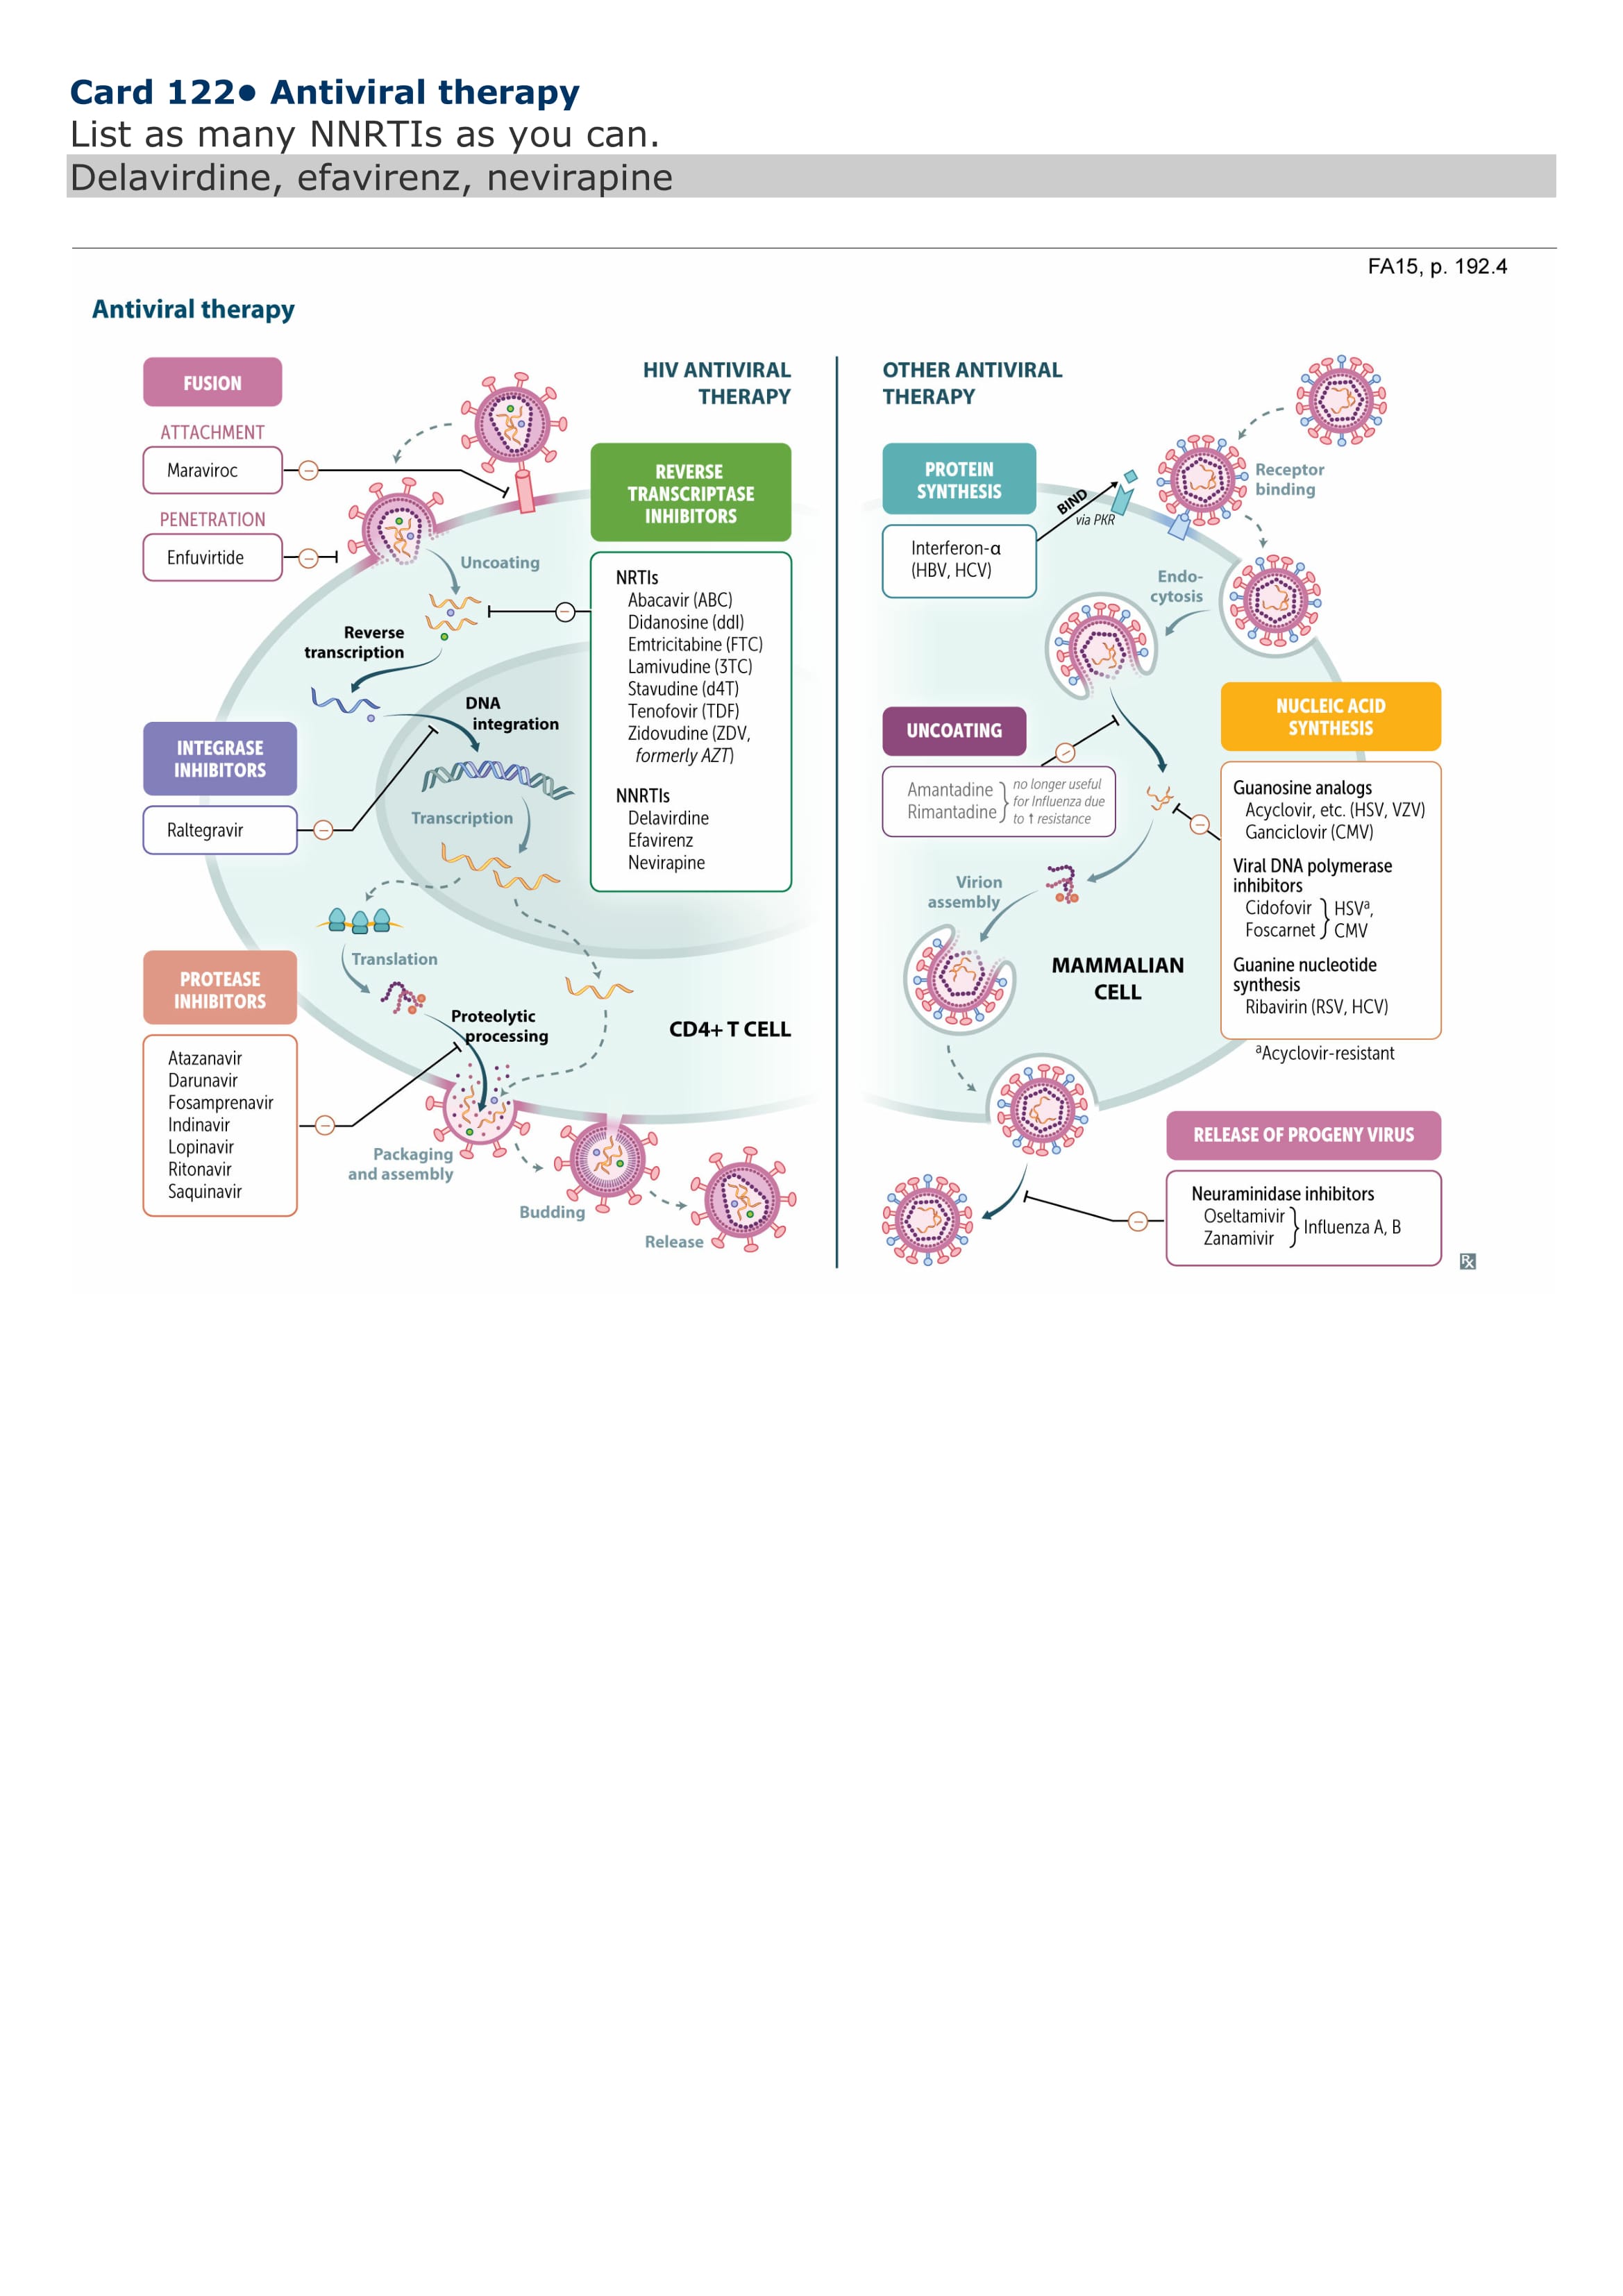 Card 122• Antiviral therapy
List as many NNRTIs as you can.
Delavirdine, efavirenz, nevirapine
FA15, p. 192.4
Antiviral therapy
HIV ANTIVIRAL
THERAPY
FUSION
ATTACHMENT
Maraviroc
PENETRATION
Enfuvirtide
REVERSE
TRANSCRIPTASE
INHIBITORS
NRTIs
Abacavir (ABC)
Didanosine (ddI)
Emtricitabine (FTC)
Lamivudine (3TC)
Stavudine (d4T)
Tenofovir (TDF)
Zidovudine (ZDV,
formerly AZT)
NNRTIs
Delavirdine
Efavirenz
Nevirapine
Uncoating
Reverse
transcription
DNA
integration
INTEGRASE
INHIBITORS
Raltegravir
Transcription
Translation
PROTEASE
INHIBITORS
Atazanavir
Darunavir
Fosamprenavir
Indinavir
Lopinavir
Ritonavir
Saquinavir
Proteolytic
processing
CD4+ T CELL
Packaging
and assembly
Budding
Release
OTHER ANTIVIRAL
THERAPY
PROTEIN
SYNTHESIS
Interferon-α
(HBV, HCV)
BIND
via PKR
Receptor
binding
Endo-
cytosis
UNCOATING
Amantadine
Rimantadine
no longer useful
for Influenza due
to ↑ resistance
NUCLEIC ACID
SYNTHESIS
Guanosine analogs
Acyclovir, etc. (HSV, VZV)
Ganciclovir (CMV)
Viral DNA polymerase
inhibitors
Cidofovir } HSVᵃ,
Foscarnet } CMV
Guanine nucleotide
synthesis
Ribavirin (RSV, HCV)
ᵃAcyclovir-resistant
Virion
assembly
MAMMALIAN
CELL
RELEASE OF PROGENY VIRUS
Neuraminidase inhibitors
Oseltamivir
Zanamivir
Influenza A, B
Rx